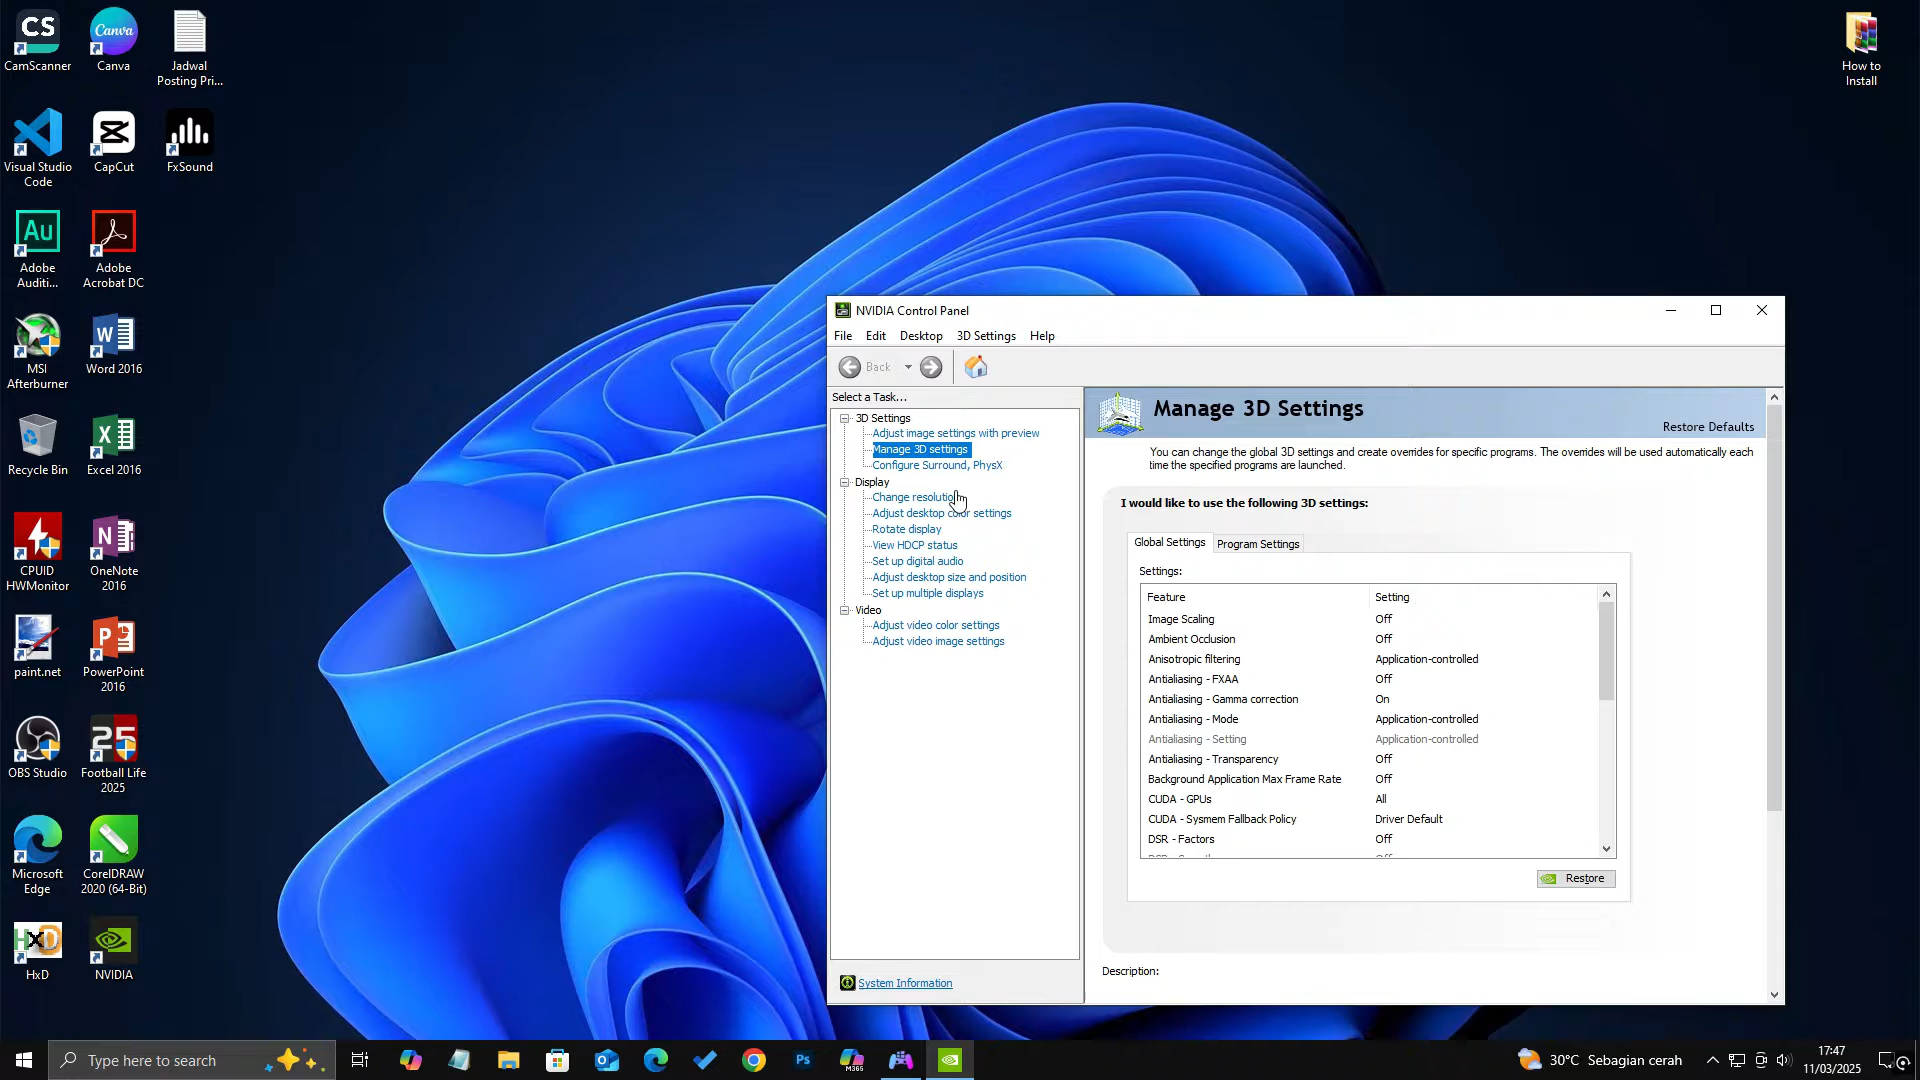 CS
CamScanner
Canva
Canva
Jadwal
Posting Pri...
How to
Install
Visual Studio
Code
CapCut
FxSound
Au
Adobe
Auditi...
Adobe
Acrobat DC
MSI
Afterburner
W
Word 2016
Recycle Bin
X
Excel 2016
CPUID
HWMonitor
N
OneNote
2016
paint.net
P
PowerPoint
2016
OBS Studio
25
Football Life
2025
Microsoft
Edge
CorelDRAW
2020 (64-Bit)
HxD
HxD
NVIDIA
NVIDIA Control Panel
File Edit Desktop 3D Settings Help
Back
Select a Task...
3D Settings
Adjust image settings with preview
Manage 3D settings
Configure Surround, PhysX
Display
Change resolution
Adjust desktop color settings
Rotate display
View HDCP status
Set up digital audio
Adjust desktop size and position
Set up multiple displays
Video
Adjust video color settings
Adjust video image settings
System Information
Manage 3D Settings
Restore Defaults
You can change the global 3D settings and create overrides for specific programs. The overrides will be used automatically each
time the specified programs are launched.
I would like to use the following 3D settings:
Global Settings Program Settings
Settings:
Feature Setting
Image Scaling Off
Ambient Occlusion Off
Anisotropic filtering Application-controlled
Antialiasing - FXAA Off
Antialiasing - Gamma correction On
Antialiasing - Mode Application-controlled
Antialiasing - Setting Application-controlled
Antialiasing - Transparency Off
Background Application Max Frame Rate Off
CUDA - GPUs All
CUDA - Sysmem Fallback Policy Driver Default
DSR - Factors Off
Restore
Description:
Type here to search
Ps
M365
30°C Sebagian cerah
17:47
11/03/2025